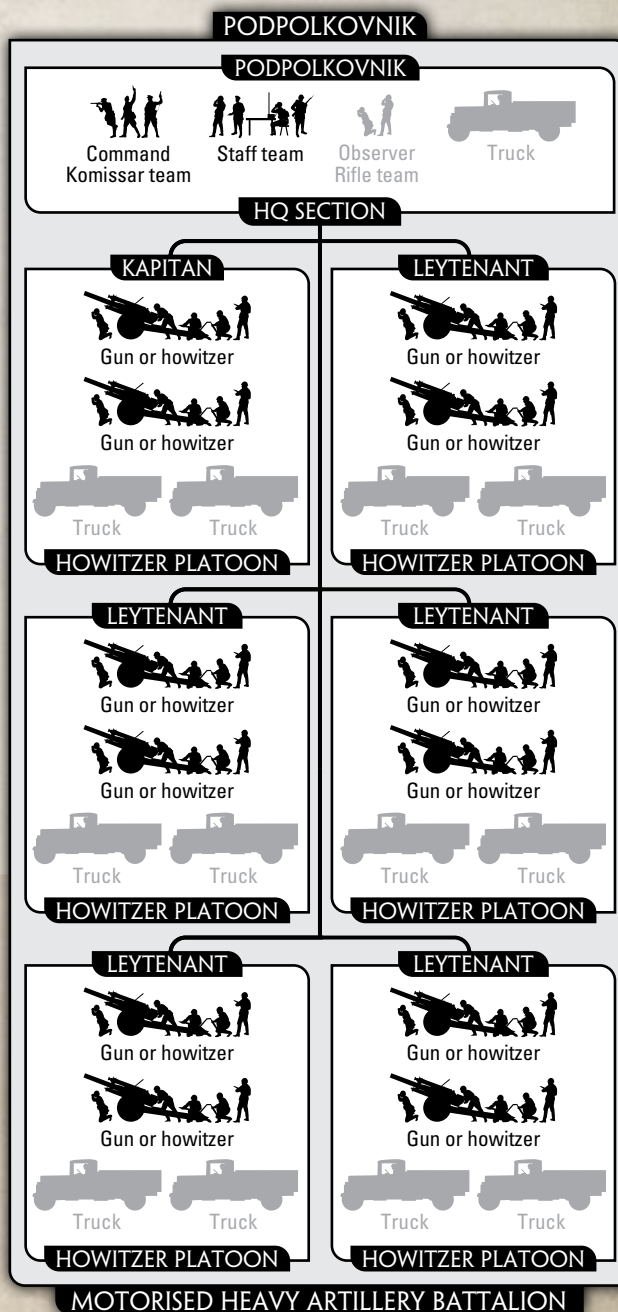 PODPOLKOVNIK
PODPOLKOVNIK
Command
Komissar team
Staff team
Observer
Rifle team
Truck
HQ SECTION
KAPITAN
Gun or howitzer
Gun or howitzer
Truck Truck
HOWITZER PLATOON
LEYTENANT
Gun or howitzer
Gun or howitzer
Truck Truck
HOWITZER PLATOON
LEYTENANT
Gun or howitzer
Gun or howitzer
Truck Truck
HOWITZER PLATOON
LEYTENANT
Gun or howitzer
Gun or howitzer
Truck Truck
HOWITZER PLATOON
LEYTENANT
Gun or howitzer
Gun or howitzer
Truck Truck
HOWITZER PLATOON
LEYTENANT
Gun or howitzer
Gun or howitzer
Truck Truck
HOWITZER PLATOON
MOTORISED HEAVY ARTILLERY BATTALION